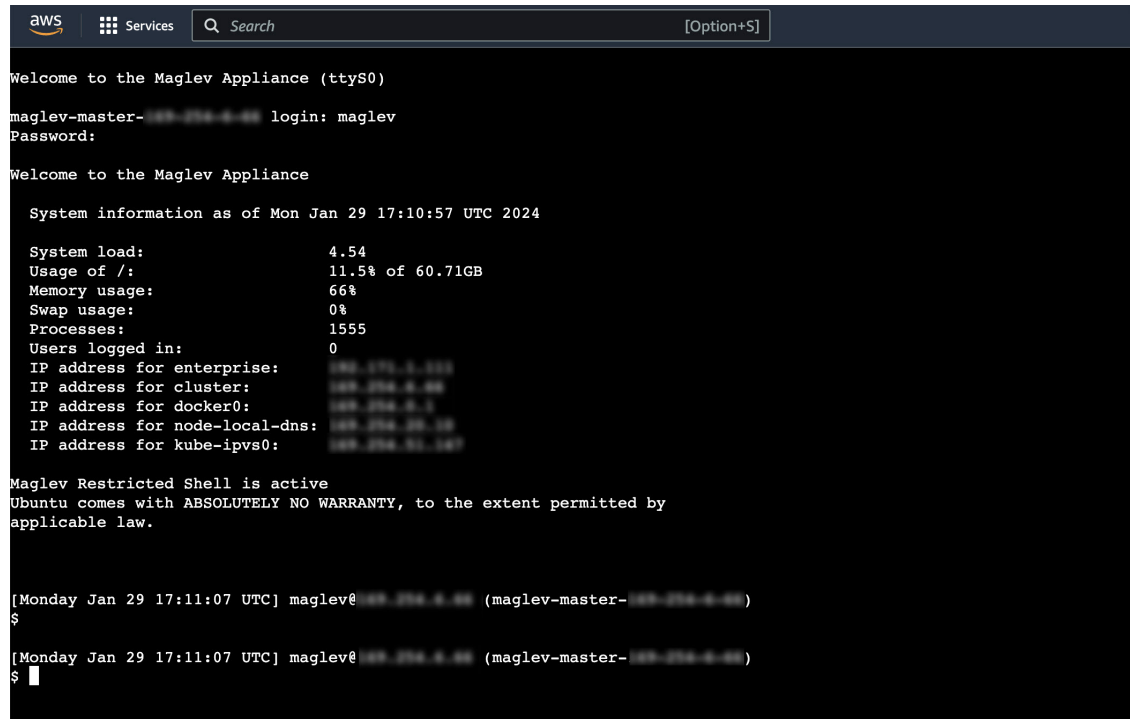 aws Services Search [Option+S]
Welcome to the Maglev Appliance (ttyS0)
maglev-master- login: maglev
Password:
Welcome to the Maglev Appliance
System information as of Mon Jan 29 17:10:57 UTC 2024
System load: 4.54
Usage of /: 11.5% of 60.71GB
Memory usage: 66%
Swap usage: 0%
Processes: 1555
Users logged in: 0
IP address for enterprise:
IP address for cluster:
IP address for docker0:
IP address for node-local-dns:
IP address for kube-ipvs0:
Maglev Restricted Shell is active
Ubuntu comes with ABSOLUTELY NO WARRANTY, to the extent permitted by
applicable law.
[Monday Jan 29 17:11:07 UTC] maglev@ (maglev-master- )
$
[Monday Jan 29 17:11:07 UTC] maglev@ (maglev-master- )
$